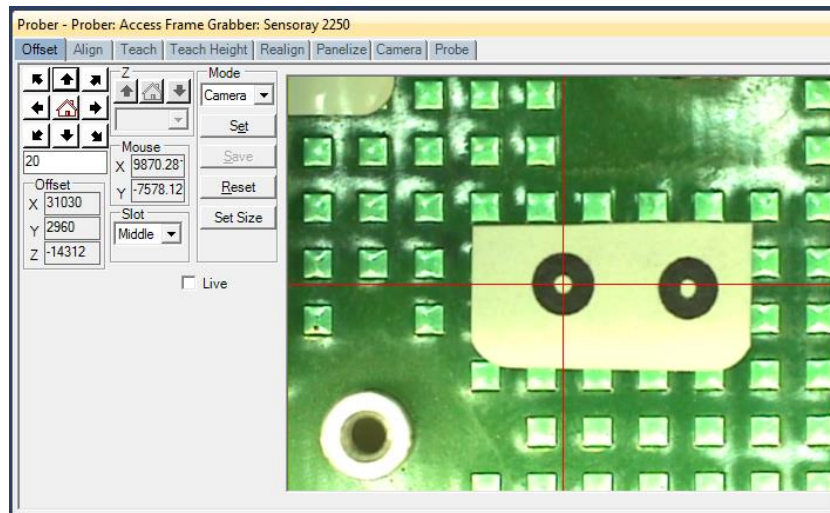 Prober - Prober: Access Frame Grabber: Sensoray 2250
Offset Align Teach Teach Height Realign Panelize Camera Probe
Z
Mode
Camera
Set
20
Mouse
X 9870.28
Y -7578.12
Save
Reset
Offset
X 31030
Y 2960
Z -14312
Slot
Middle
Set Size
Live